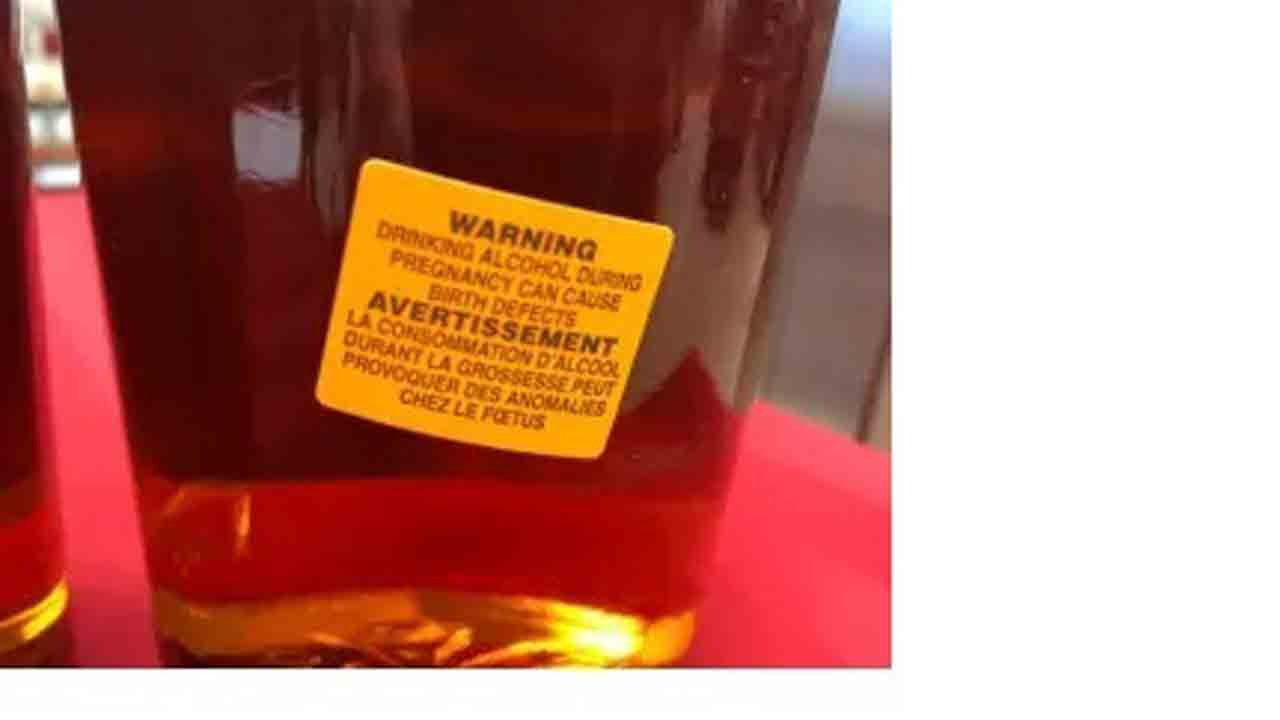 WARNING
DRINKING ALCOHOL DURING
PREGNANCY CAN CAUSE
BIRTH DEFECTS
AVERTISSEMENT
LA CONSOMMATION D'ALCOOL
DURANT LA GROSSESSE PEUT
PROVOQUER DES ANOMALIES
CHEZ LE FŒTUS